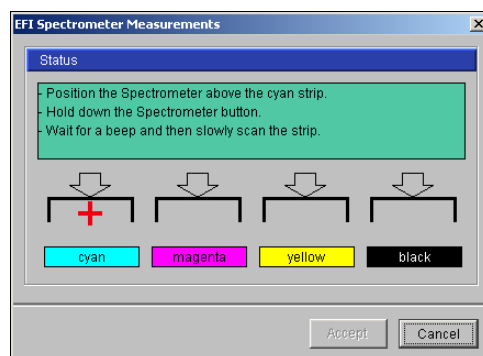 EFI Spectrometer Measurements
Status
- Position the Spectrometer above the cyan strip.
- Hold down the Spectrometer button.
- Wait for a beep and then slowly scan the strip.
cyan magenta yellow black
Accept Cancel